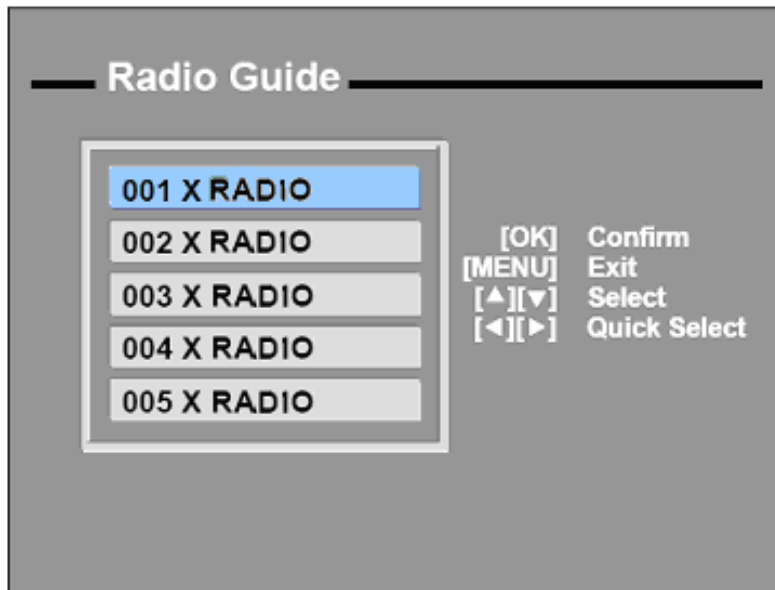 Radio Guide
001 X RADIO
002 X RADIO
003 X RADIO
004 X RADIO
005 X RADIO
[OK] Confirm
[MENU] Exit
[▲][▼] Select
[◀][▶] Quick Select